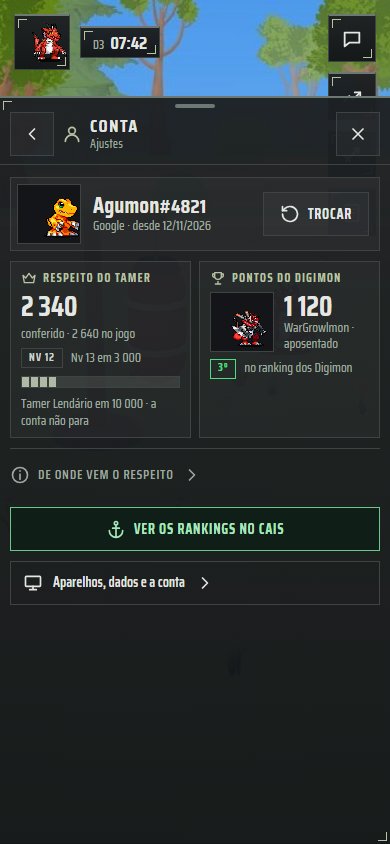 D3 07:42
CONTA
Ajustes
Agumon#4821
Google · desde 12/11/2026
TROCAR
RESPEITO DO TAMER
2 340
conferido · 2 640 no jogo
NV 12 Nv 13 em 3 000
Tamer Lendário em 10 000 · a
conta não para
PONTOS DO DIGIMON
1 120
WarGrowlmon ·
aposentado
3º no ranking dos Digimon
DE ONDE VEM O RESPEITO
VER OS RANKINGS NO CAIS
Aparelhos, dados e a conta